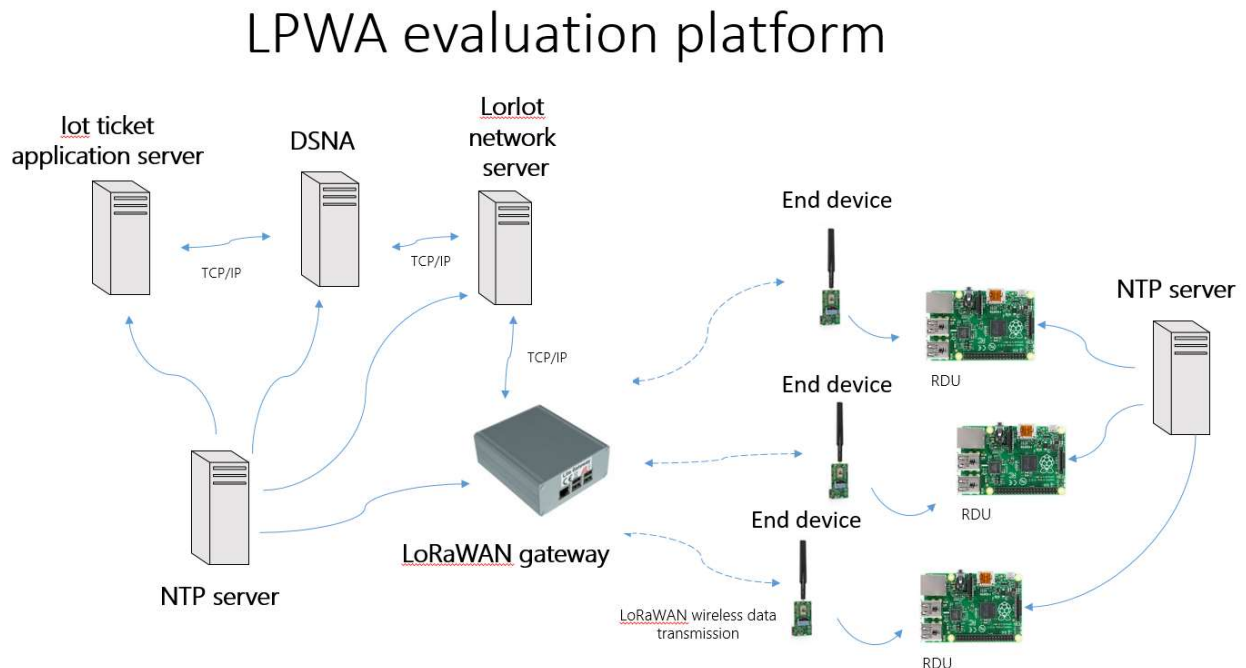 LPWA evaluation platform
Iot ticket
application server
DSNA
LorIot
network
server
TCP/IP
TCP/IP
TCP/IP
End device
End device
End device
NTP server
RDU
RDU
RDU
NTP server
LoRaWAN gateway
LoRaWAN wireless data
transmission